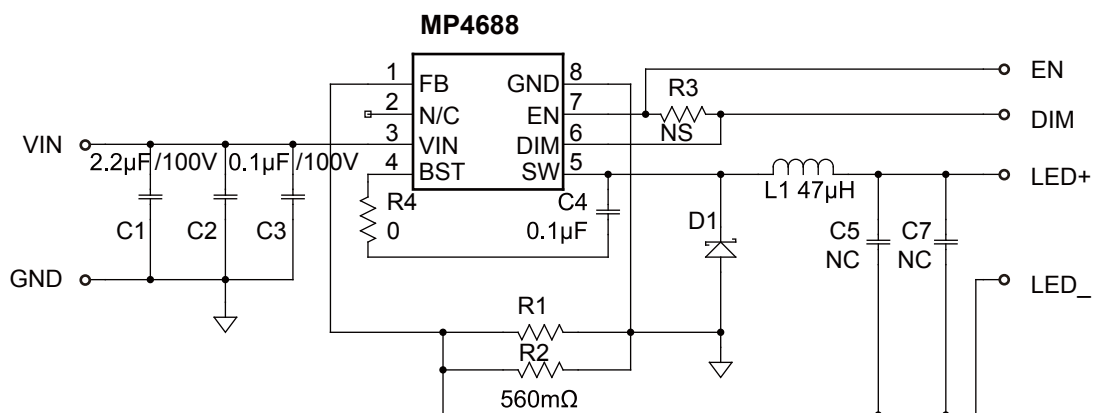 MP4688
1 FB GND 8
2 N/C EN 7
3 VIN DIM 6
4 BST SW 5
EN
R3
NS
DIM
VIN
2.2µF/100V 0.1µF/100V
C1 C2 C3
GND
R4
0
C4
0.1µF
D1
L1 47µH
LED+
C5
NC
C7
NC
LED_
R1
R2
560mΩ